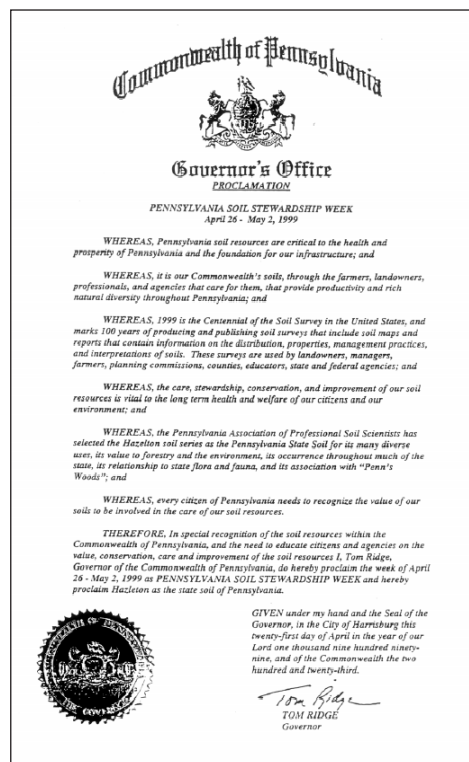 Commonwealth of Pennsylvania
Governor's Office
PROCLAMATION
PENNSYLVANIA SOIL STEWARDSHIP WEEK
April 26 - May 2, 1999
WHEREAS, Pennsylvania soil resources are critical to the health and
prosperity of Pennsylvania and the foundation for our infrastructure; and
WHEREAS, it is our Commonwealth's soils, through the farmers, landowners,
professionals, and agencies that care for them, that provide productivity and rich
natural diversity throughout Pennsylvania; and
WHEREAS, 1999 is the Centennial of the Soil Survey in the United States, and
marks 100 years of producing and publishing soil surveys that include soil maps and
reports that contain information on the distribution, properties, management practices,
and interpretations of soils. These surveys are used by landowners, managers,
farmers, planning commissions, counties, educators, state and federal agencies; and
WHEREAS, the care, stewardship, conservation, and improvement of our soil
resources is vital to the long term health and welfare of our citizens and our
environment; and
WHEREAS, the Pennsylvania Association of Professional Soil Scientists has
selected the Hazelton soil series as the Pennsylvania State Soil for its many diverse
uses, its value to forestry and the environment, its occurrence throughout much of the
state, its relationship to state flora and fauna, and its association with "Penn's
Woods"; and
WHEREAS, every citizen of Pennsylvania needs to recognize the value of our
soils to be involved in the care of our soil resources.
THEREFORE, In special recognition of the soil resources within the
Commonwealth of Pennsylvania, and the need to educate citizens and agencies on the
value, conservation, care and improvement of the soil resources I, Tom Ridge,
Governor of the Commonwealth of Pennsylvania, do hereby proclaim the week of April
26 - May 2, 1999 as PENNSYLVANIA SOIL STEWARDSHIP WEEK and hereby
proclaim Hazleton as the state soil of Pennsylvania.
GIVEN under my hand and the Seal of the
Governor, in the City of Harrisburg this
twenty-first day of April in the year of our
Lord one thousand nine hundred ninety-
nine, and of the Commonwealth the two
hundred and twenty-third.
Tom Ridge
TOM RIDGE
Governor